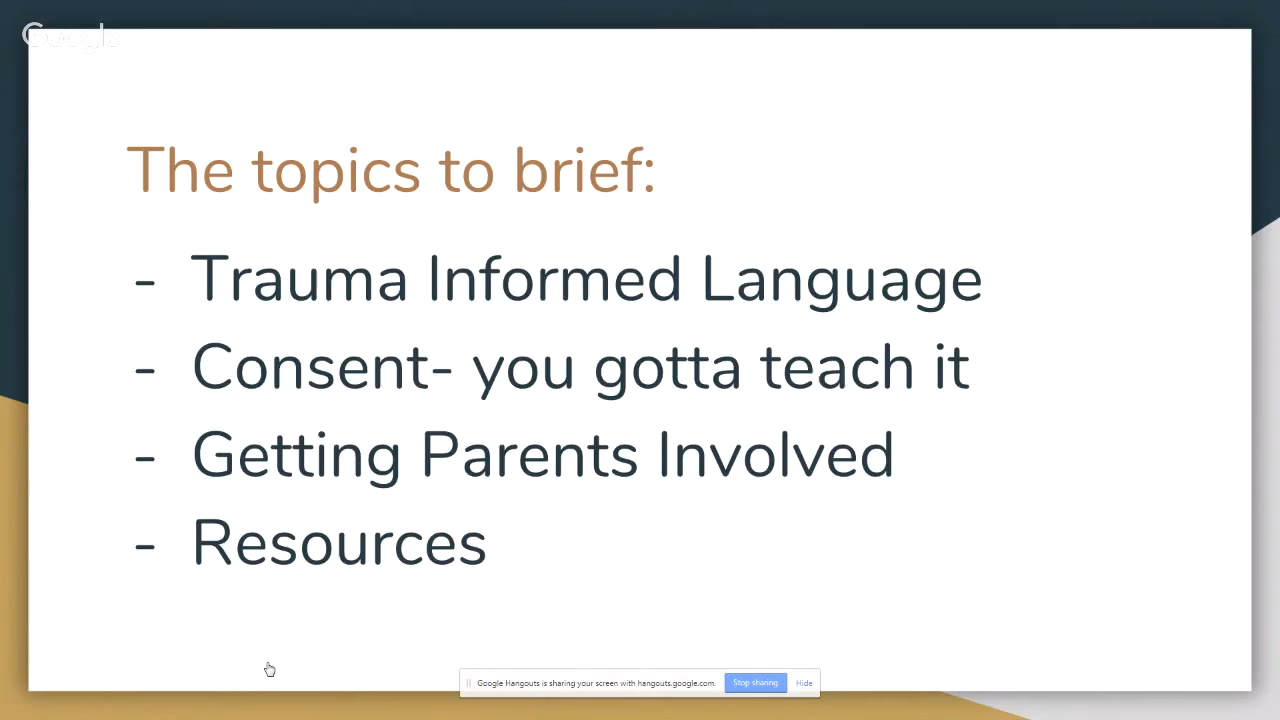 Google
The topics to brief:
- Trauma Informed Language
- Consent- you gotta teach it
- Getting Parents Involved
- Resources
Google Hangouts is sharing your screen with hangouts.google.com.
Stop sharing
Hide